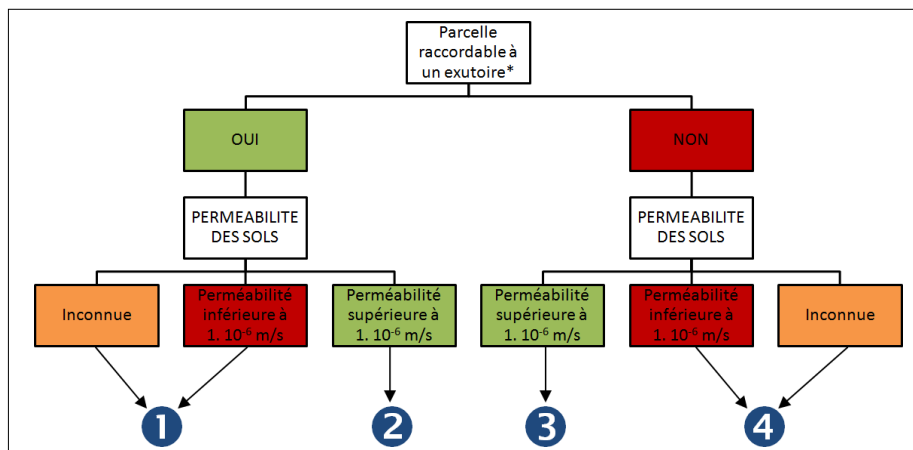 Parcelle
raccordable à
un exutoire*
OUI
NON
PERMEABILITE
DES SOLS
PERMEABILITE
DES SOLS
Inconnue
Perméabilité
inférieure à
1. 10⁻⁶ m/s
Perméabilité
supérieure à
1. 10⁻⁶ m/s
Perméabilité
supérieure à
1. 10⁻⁶ m/s
Perméabilité
inférieure à
1. 10⁻⁶ m/s
Inconnue
1
2
3
4